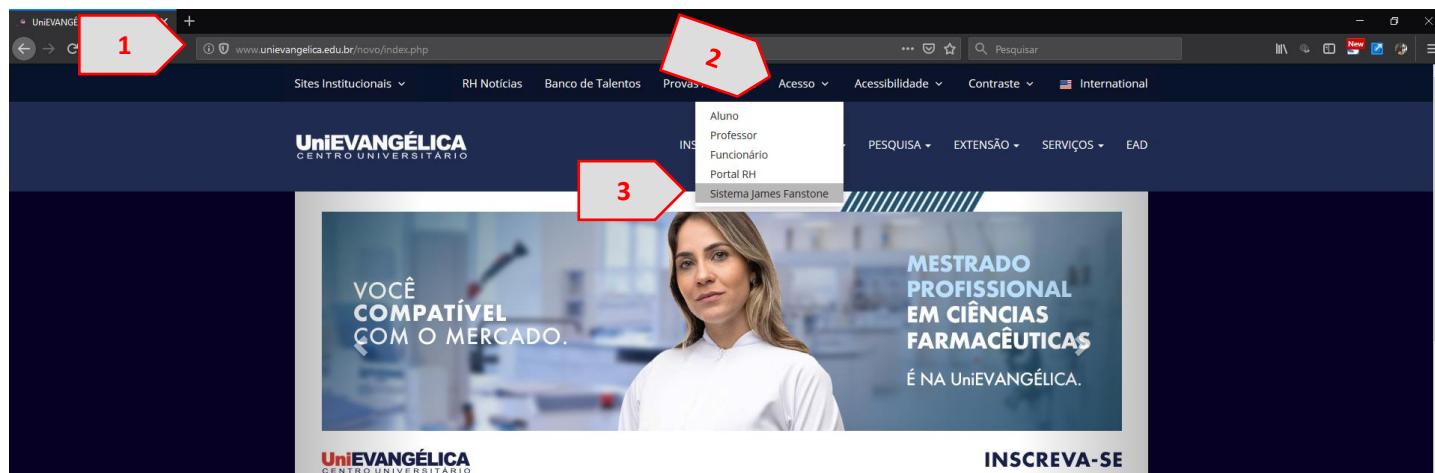 UniEVANGÉ
1
www.unievangelica.edu.br/novo/index.php
Pesquisar
New
2
Sites Institucionais
RH Notícias
Banco de Talentos
Provas
Acesso
Acessibilidade
Contraste
International
UniEVANGÉLICA
CENTRO UNIVERSITÁRIO
INS
PESQUISA
EXTENSÃO
SERVIÇOS
EAD
Aluno
Professor
Funcionário
Portal RH
Sistema James Fanstone
3
VOCÊ
COMPATÍVEL
COM O MERCADO.
MESTRADO
PROFISSIONAL
EM CIÊNCIAS
FARMACÊUTICAS
É NA UniEVANGÉLICA.
UniEVANGÉLICA
CENTRO UNIVERSITÁRIO
INSCREVA-SE